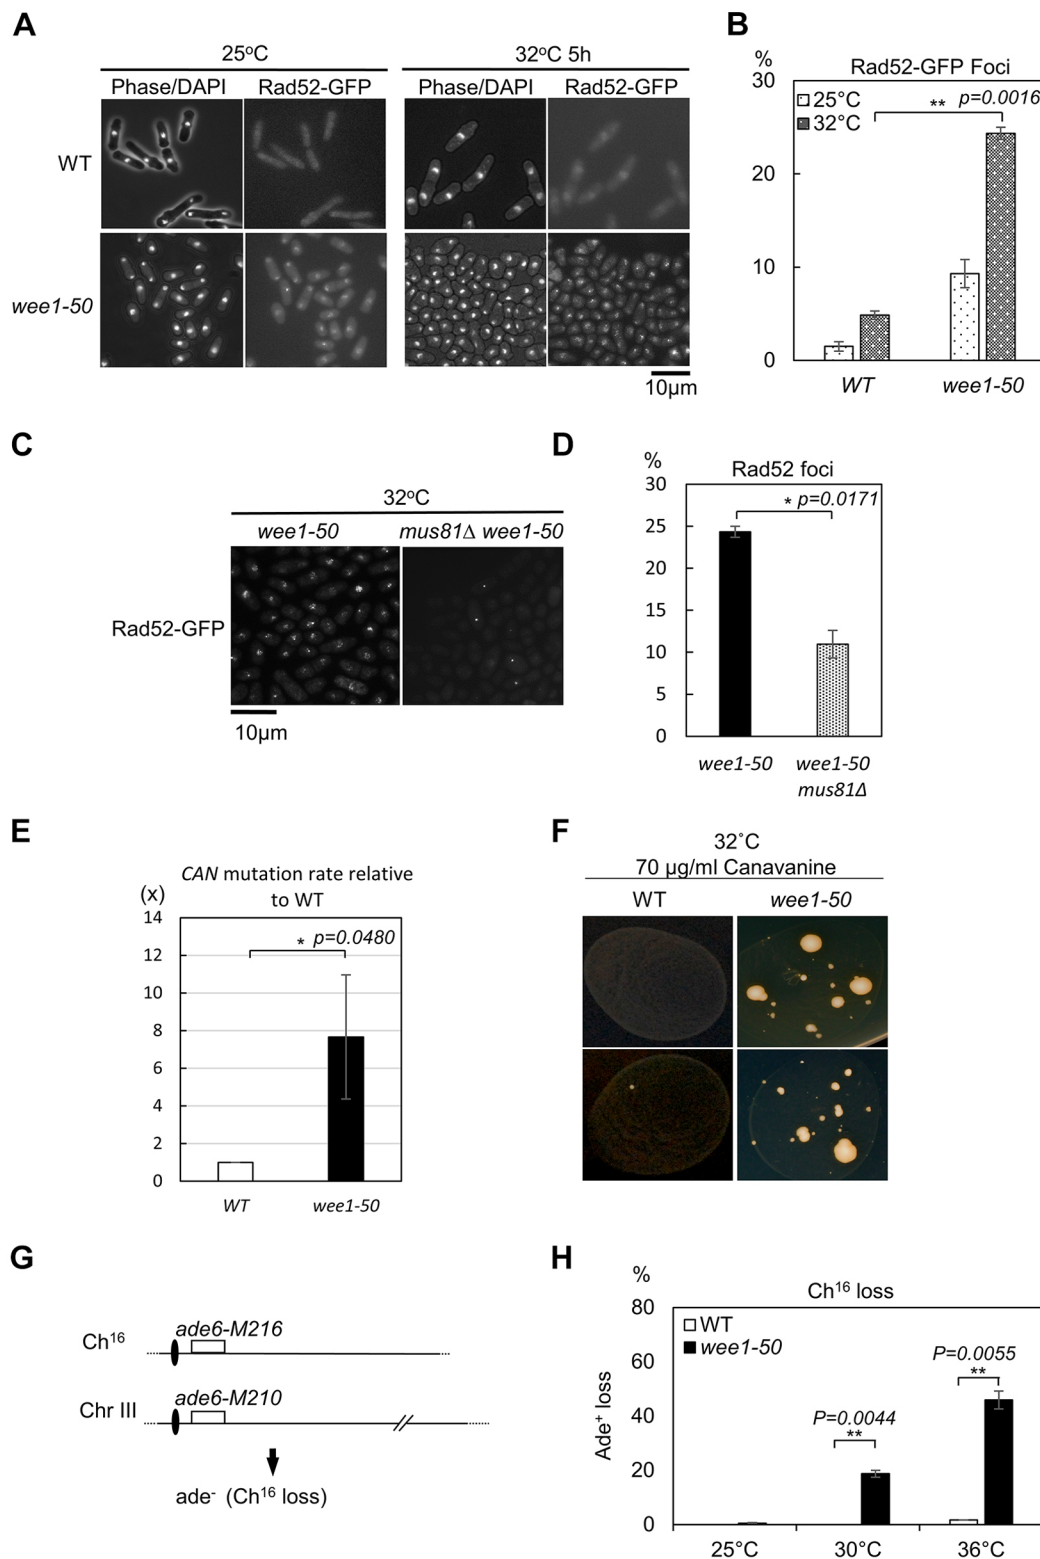 A
25°C
32°C 5h
Phase/DAPI
Rad52-GFP
Phase/DAPI
Rad52-GFP
WT
wee1-50
10µm
B
%
Rad52-GFP Foci
30
25°C
32°C
** p=0.0016
20
10
0
WT
wee1-50
C
32°C
wee1-50
mus81Δ wee1-50
Rad52-GFP
10µm
D
%
Rad52 foci
30
* p=0.0171
25
20
15
10
5
0
wee1-50
wee1-50
mus81Δ
E
CAN mutation rate relative
to WT
(x)
14
* p=0.0480
12
10
8
6
4
2
0
WT
wee1-50
F
32˚C
70 µg/ml Canavanine
WT
wee1-50
G
Ch¹⁶
ade6-M216
Chr III
ade6-M210
ade⁻ (Ch¹⁶ loss)
H
%
Ch¹⁶ loss
80
WT
wee1-50
60
P=0.0055
**
40
P=0.0044
**
20
0
Ade⁺ loss
25°C
30°C
36°C